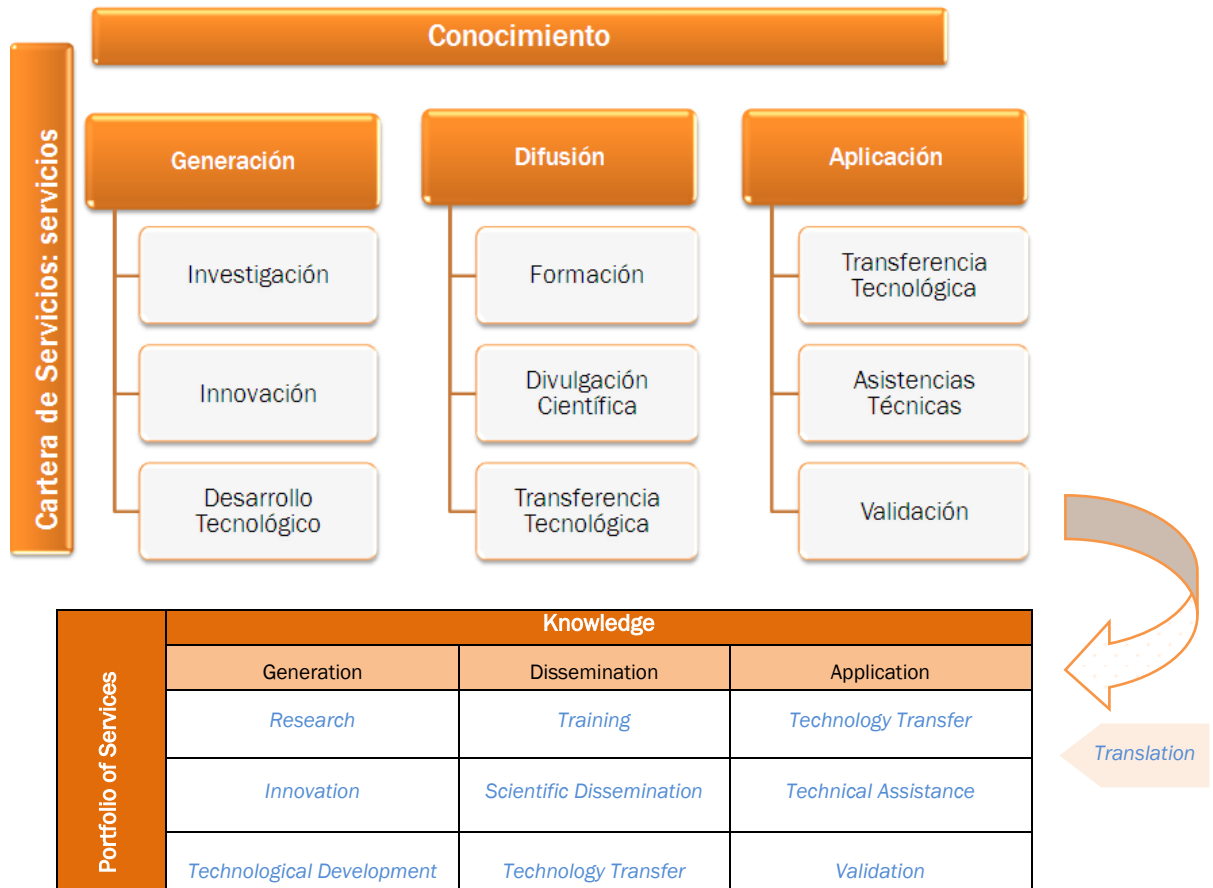 Conocimiento
Cartera de Servicios: servicios
Generación
Difusión
Aplicación
Investigación
Formación
Transferencia
Tecnológica
Innovación
Divulgación
Científica
Asistencias
Técnicas
Desarrollo
Tecnológico
Transferencia
Tecnológica
Validación
Portfolio of Services
Knowledge
Generation
Dissemination
Application
Research
Training
Technology Transfer
Translation
Innovation
Scientific Dissemination
Technical Assistance
Technological Development
Technology Transfer
Validation